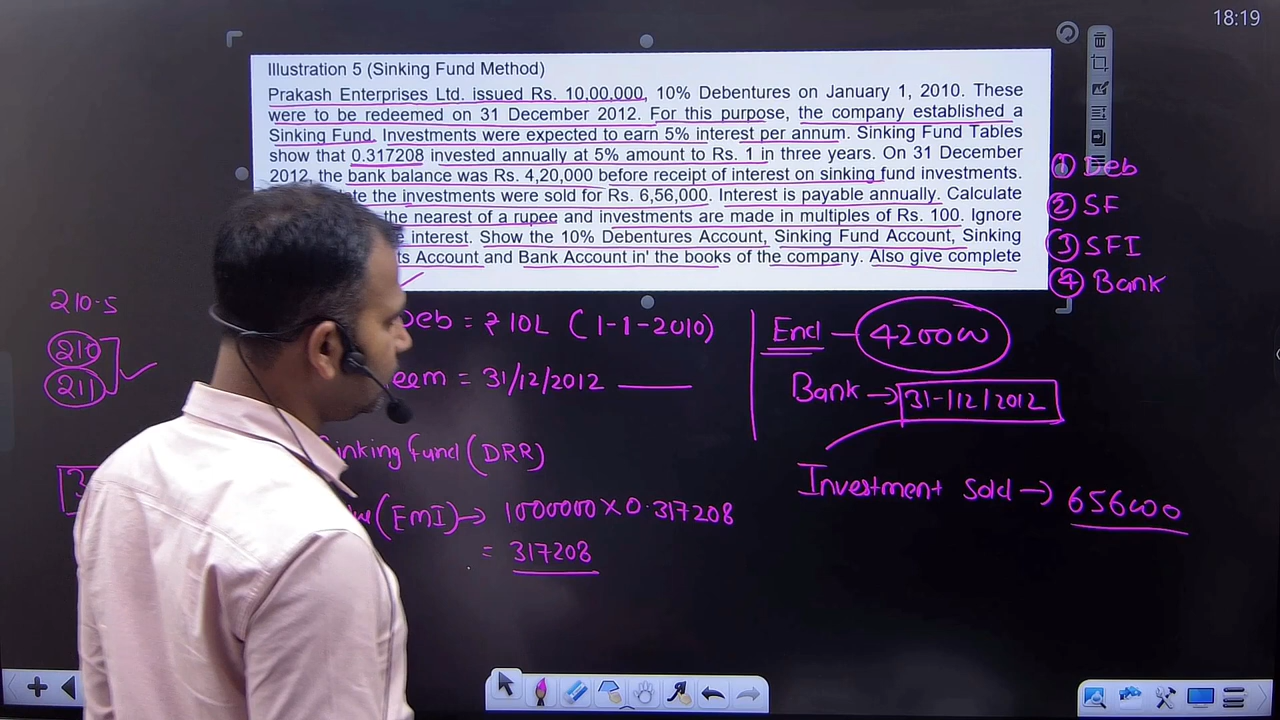 18:19
Illustration 5 (Sinking Fund Method)
Prakash Enterprises Ltd. issued Rs. 10,00,000, 10% Debentures on January 1, 2010. These
were to be redeemed on 31 December 2012. For this purpose, the company established a
Sinking Fund. Investments were expected to earn 5% interest per annum. Sinking Fund Tables
show that 0.317208 invested annually at 5% amount to Rs. 1 in three years. On 31 December
2012, the bank balance was Rs. 4,20,000 before receipt of interest on sinking fund investments.
the investments were sold for Rs. 6,56,000. Interest is payable annually. Calculate
the nearest of a rupee and investments are made in multiples of Rs. 100. Ignore
interest. Show the 10% Debentures Account, Sinking Fund Account, Sinking
Account and Bank Account in' the books of the company. Also give complete
① Deb
② SF
③ SFI
④ Bank
210.5
210
211
Deb = ₹10L (1-1-2010)
= 31/12/2012
Sinking fund (DRR)
(EMI) → 1000000 × 0.317208
= 317208
End - 420000
Bank → 31-/12/2012
Investment Sold → 656000